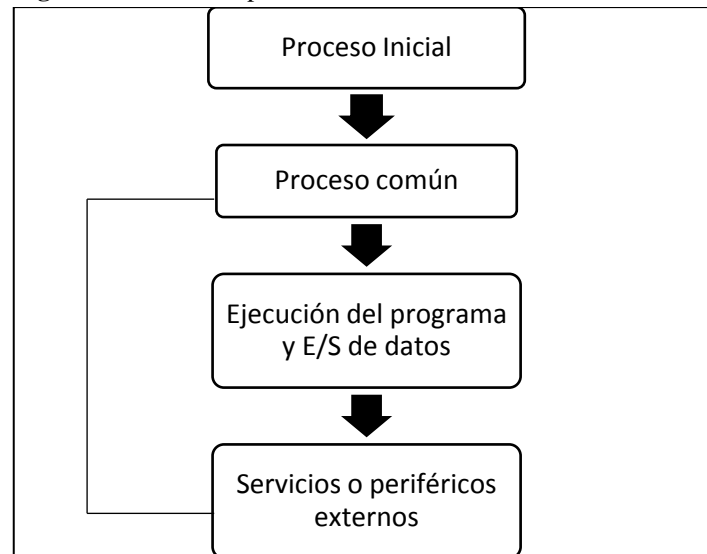 Proceso Inicial
Proceso común
Ejecución del programa
y E/S de datos
Servicios o periféricos
externos